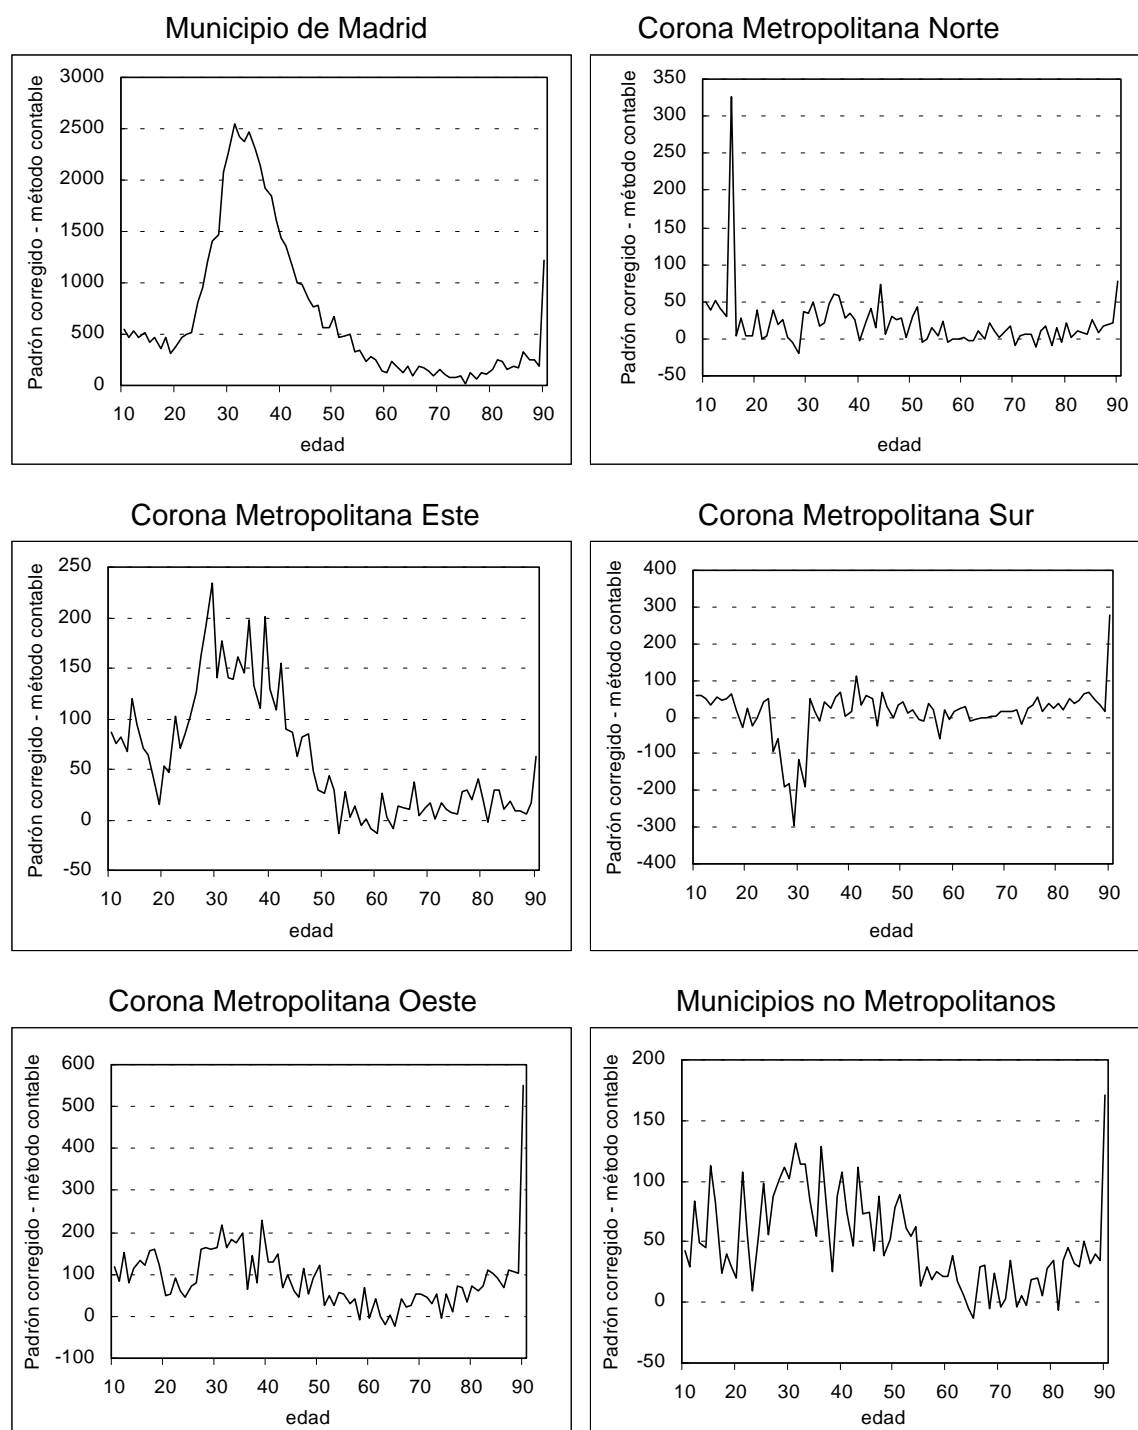 Municipio de Madrid
Padrón corregido - método contable
3000
2500
2000
1500
1000
500
0
10 20 30 40 50 60 70 80 90
edad
Corona Metropolitana Norte
Padrón corregido - método contable
350
300
250
200
150
100
50
0
-50
10 20 30 40 50 60 70 80 90
edad
Corona Metropolitana Este
Padrón corregido - método contable
250
200
150
100
50
0
-50
10 20 30 40 50 60 70 80 90
edad
Corona Metropolitana Sur
Padrón corregido - método contable
400
300
200
100
0
-100
-200
-300
-400
10 20 30 40 50 60 70 80 90
edad
Corona Metropolitana Oeste
Padrón corregido - método contable
600
500
400
300
200
100
0
-100
10 20 30 40 50 60 70 80 90
edad
Municipios no Metropolitanos
Padrón corregido - método contable
200
150
100
50
0
-50
10 20 30 40 50 60 70 80 90
edad